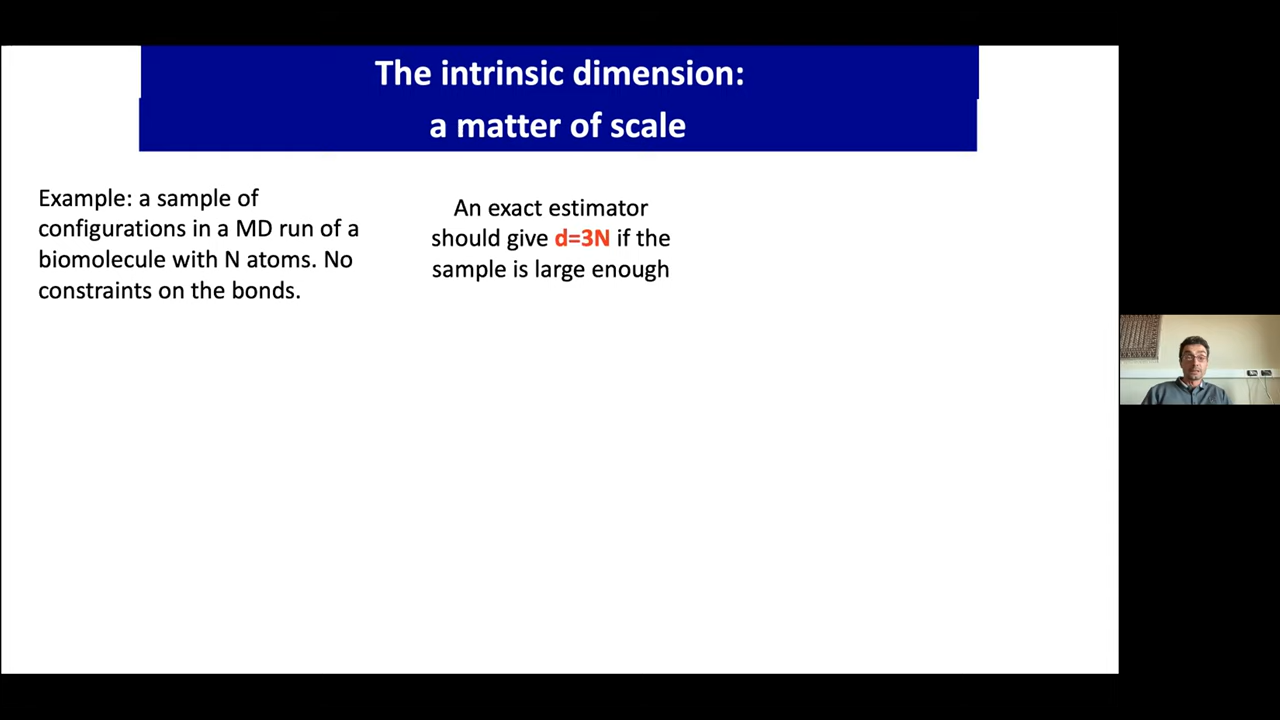 The intrinsic dimension:
a matter of scale
Example: a sample of
configurations in a MD run of a
biomolecule with N atoms. No
constraints on the bonds.
An exact estimator
should give d=3N if the
sample is large enough